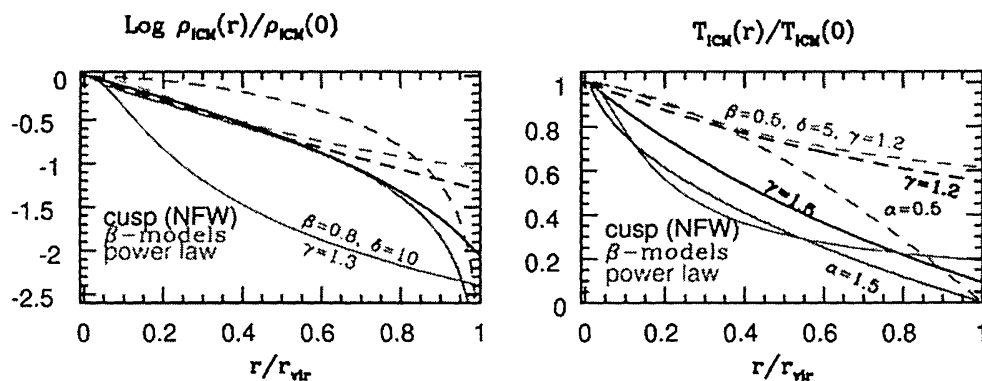 Log ρICM(r)/ρICM(0)
0
-0.5
-1
-1.5
-2
-2.5
cusp (NFW)
β-models
power law
β=0.8, δ=10
γ=1.3
0 0.2 0.4 0.6 0.8 1
r/rvir
TICM(r)/TICM(0)
1
0.8
0.6
0.4
0.2
0
β=0.5, δ=5, γ=1.2
γ=1.2
α=0.5
γ=1.5
cusp (NFW)
β-models
power law
α=1.5
0 0.2 0.4 0.6 0.8 1
r/rvir